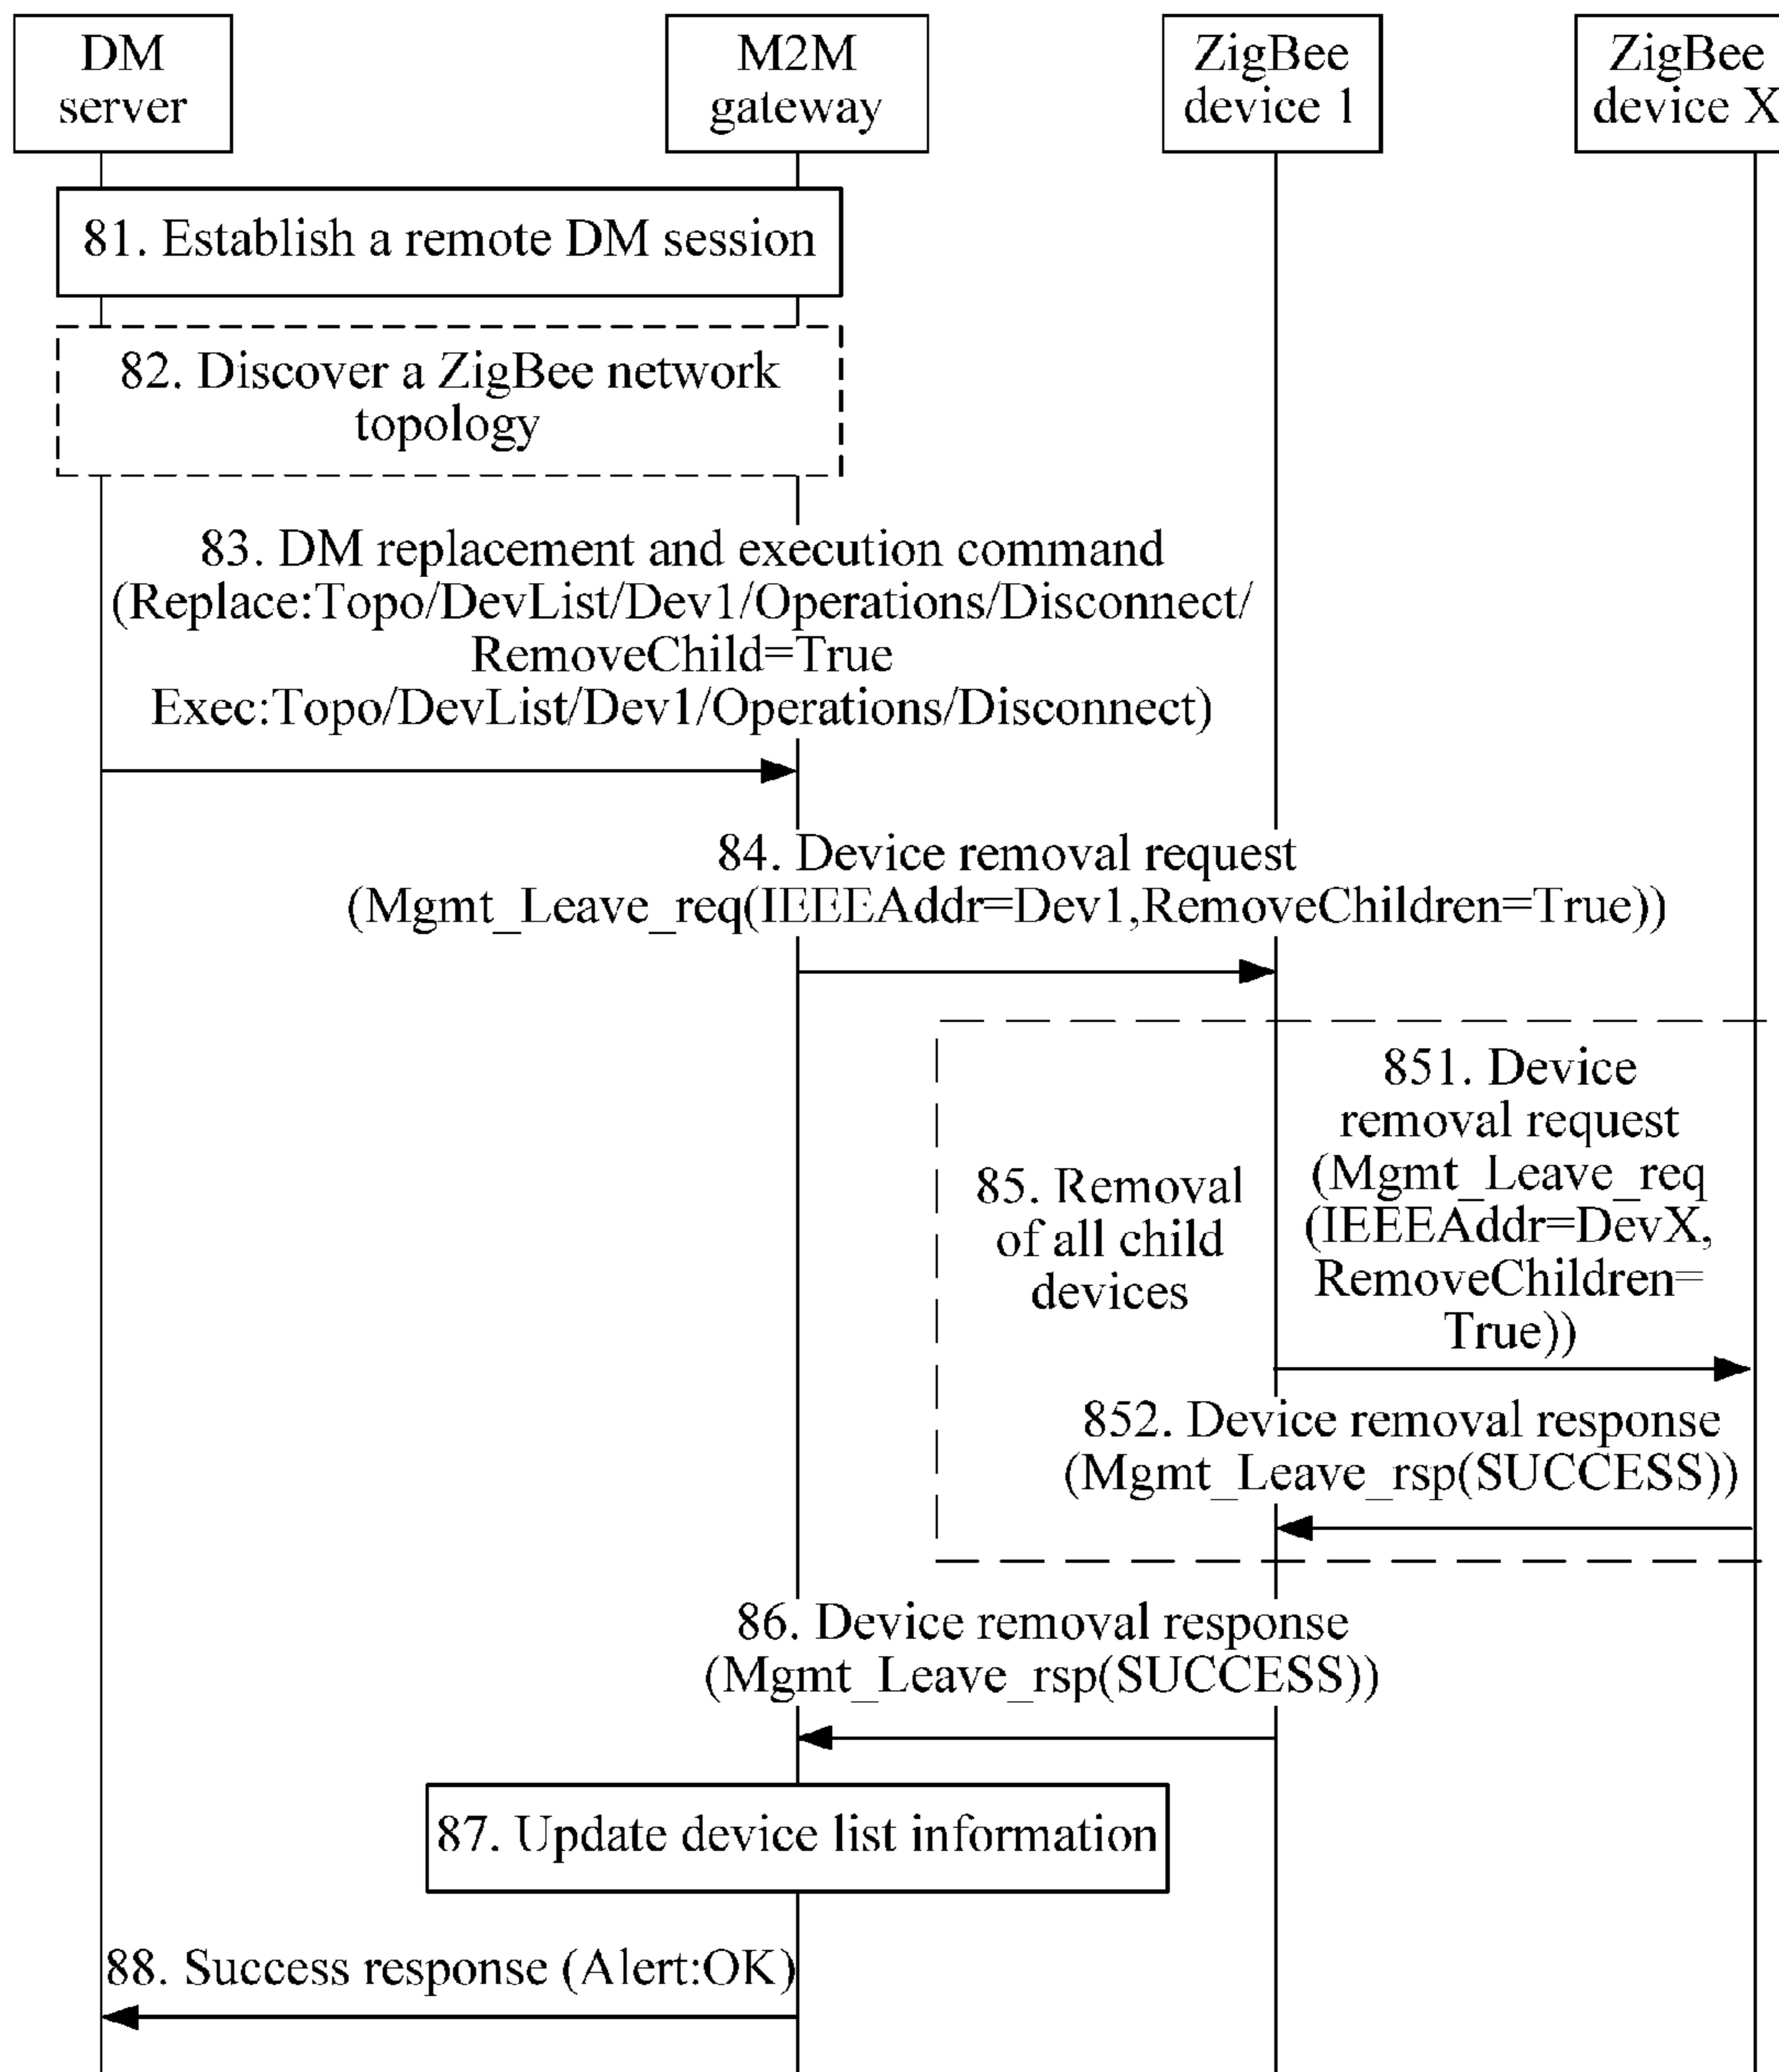 DM
server
M2M
gateway
ZigBee
device 1
ZigBee
device X
81. Establish a remote DM session
82. Discover a ZigBee network
topology
83. DM replacement and execution command
(Replace:Topo/DevList/Dev1/Operations/Disconnect/
RemoveChild=True
Exec:Topo/DevList/Dev1/Operations/Disconnect)
84. Device removal request
(Mgmt_Leave_req(IEEEAddr=Dev1,RemoveChildren=True))
85. Removal
of all child
devices
851. Device
removal request
(Mgmt_Leave_req
(IEEEAddr=DevX,
RemoveChildren=
True))
852. Device removal response
(Mgmt_Leave_rsp(SUCCESS))
86. Device removal response
(Mgmt_Leave_rsp(SUCCESS))
87. Update device list information
88. Success response (Alert:OK)